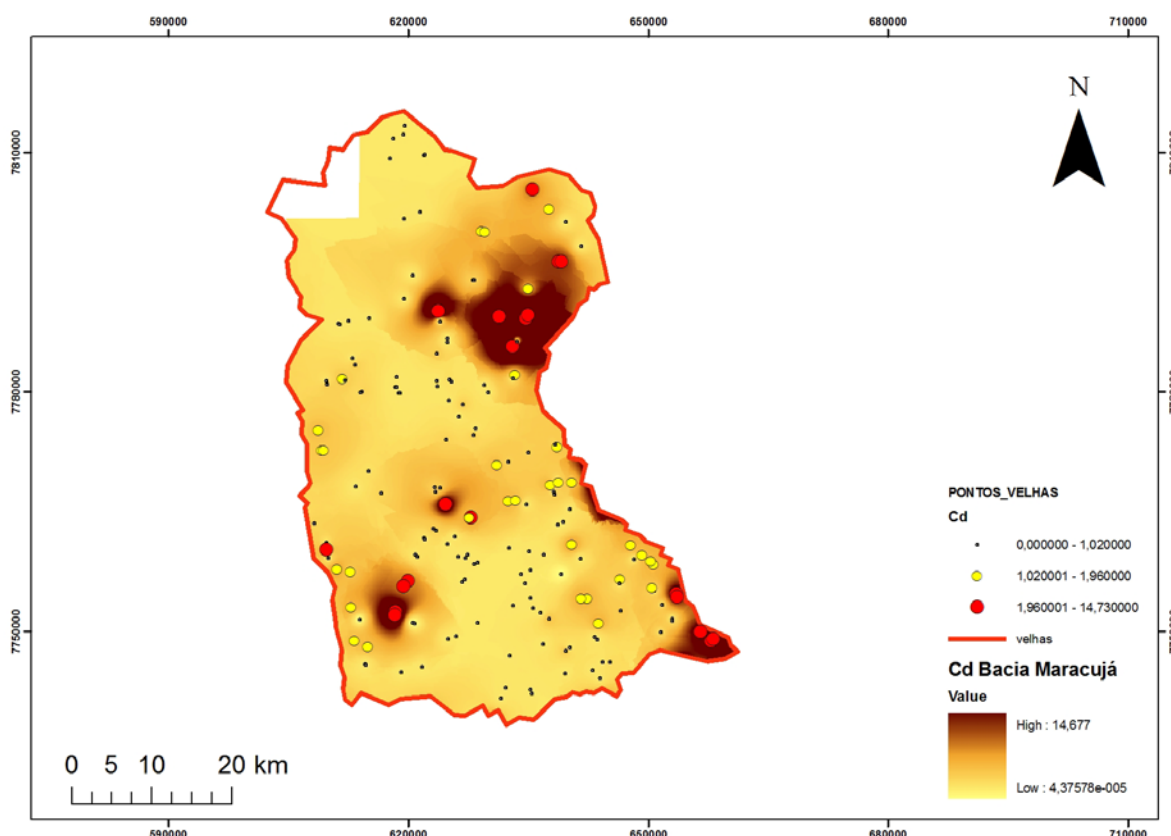 590000 620000 650000 680000 710000
N
7810000
7780000
7750000
PONTOS_VELHAS
Cd
0,000000 - 1,020000
1,020001 - 1,960000
1,960001 - 14,730000
velhas
Cd Bacia Maracujá
Value
High : 14,677
Low : 4,37578e-005
0 5 10 20 km
590000 620000 650000 680000 710000